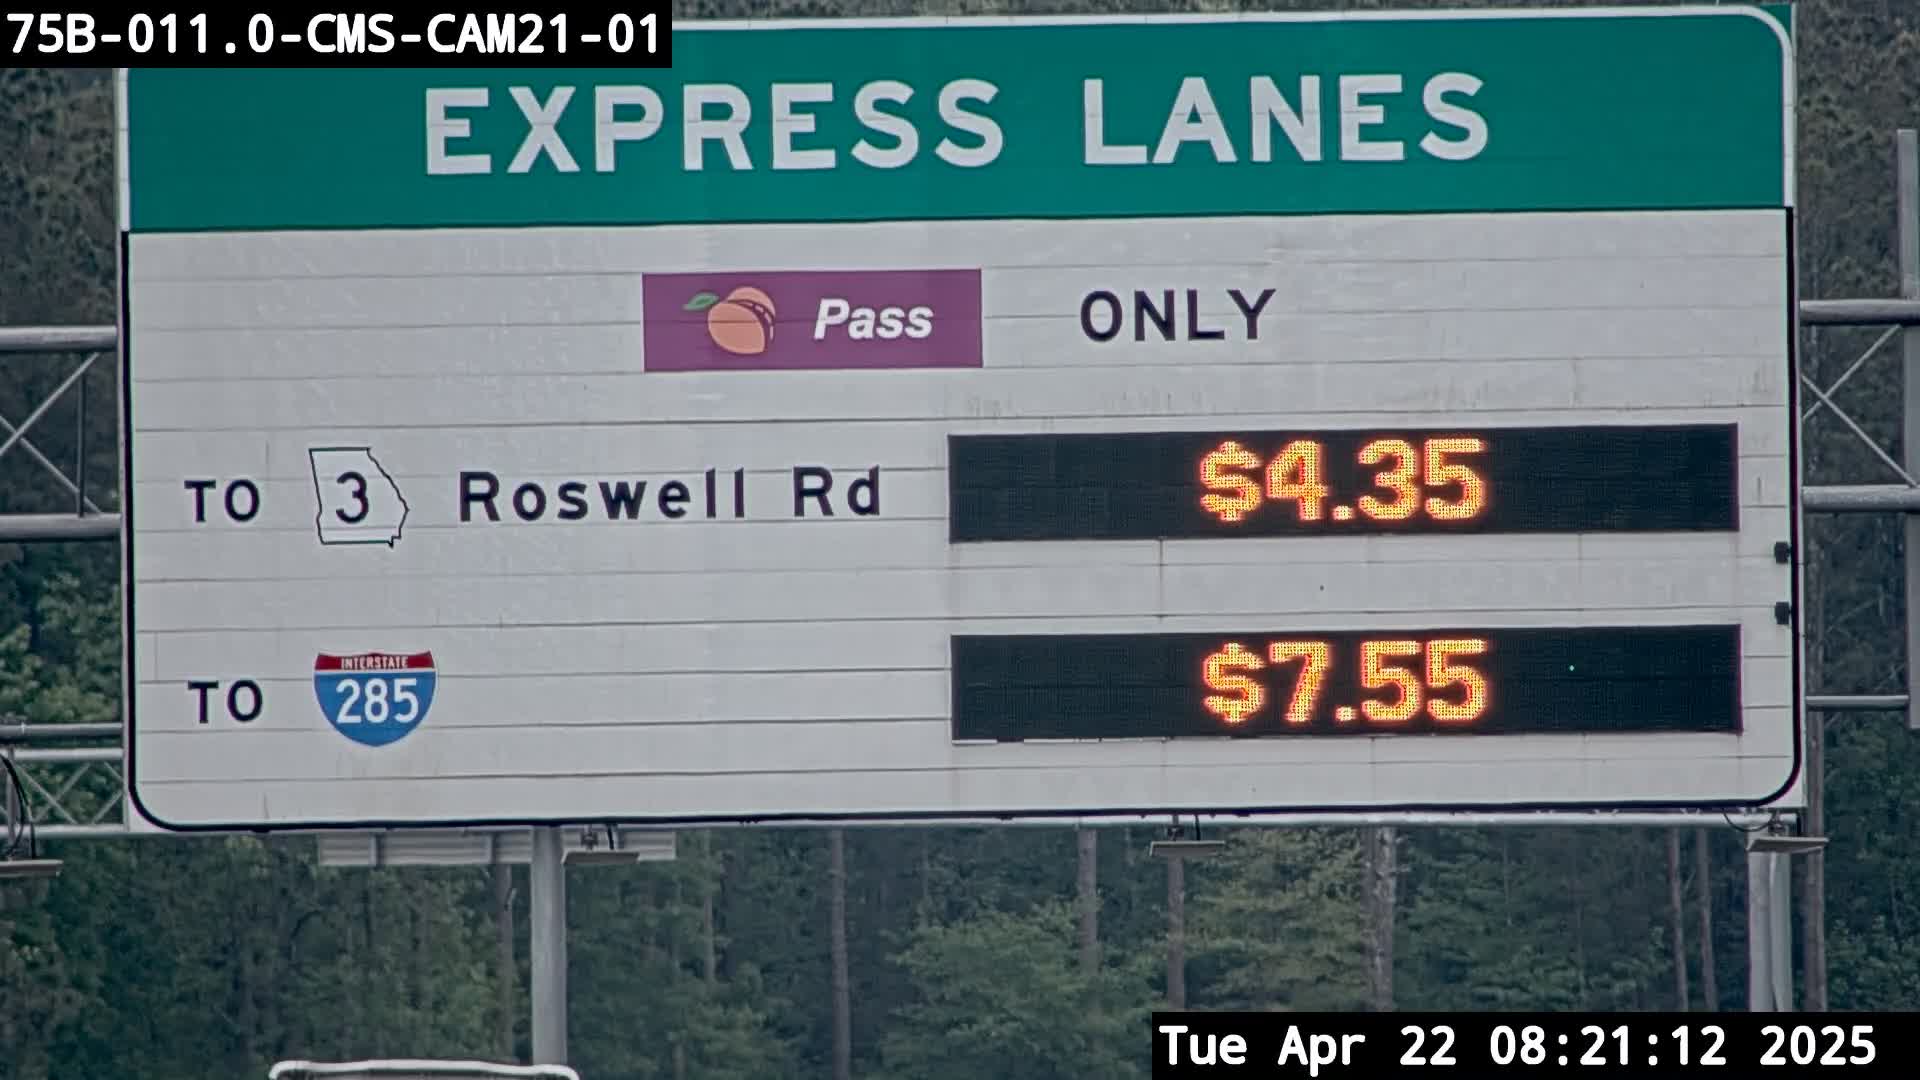 75B-011.0-CMS-CAM21-01
EXPRESS LANES
Pass ONLY
TO 3 Roswell Rd $4.35
INTERSTATE
TO 285 $7.55
Tue Apr 22 08:21:12 2025